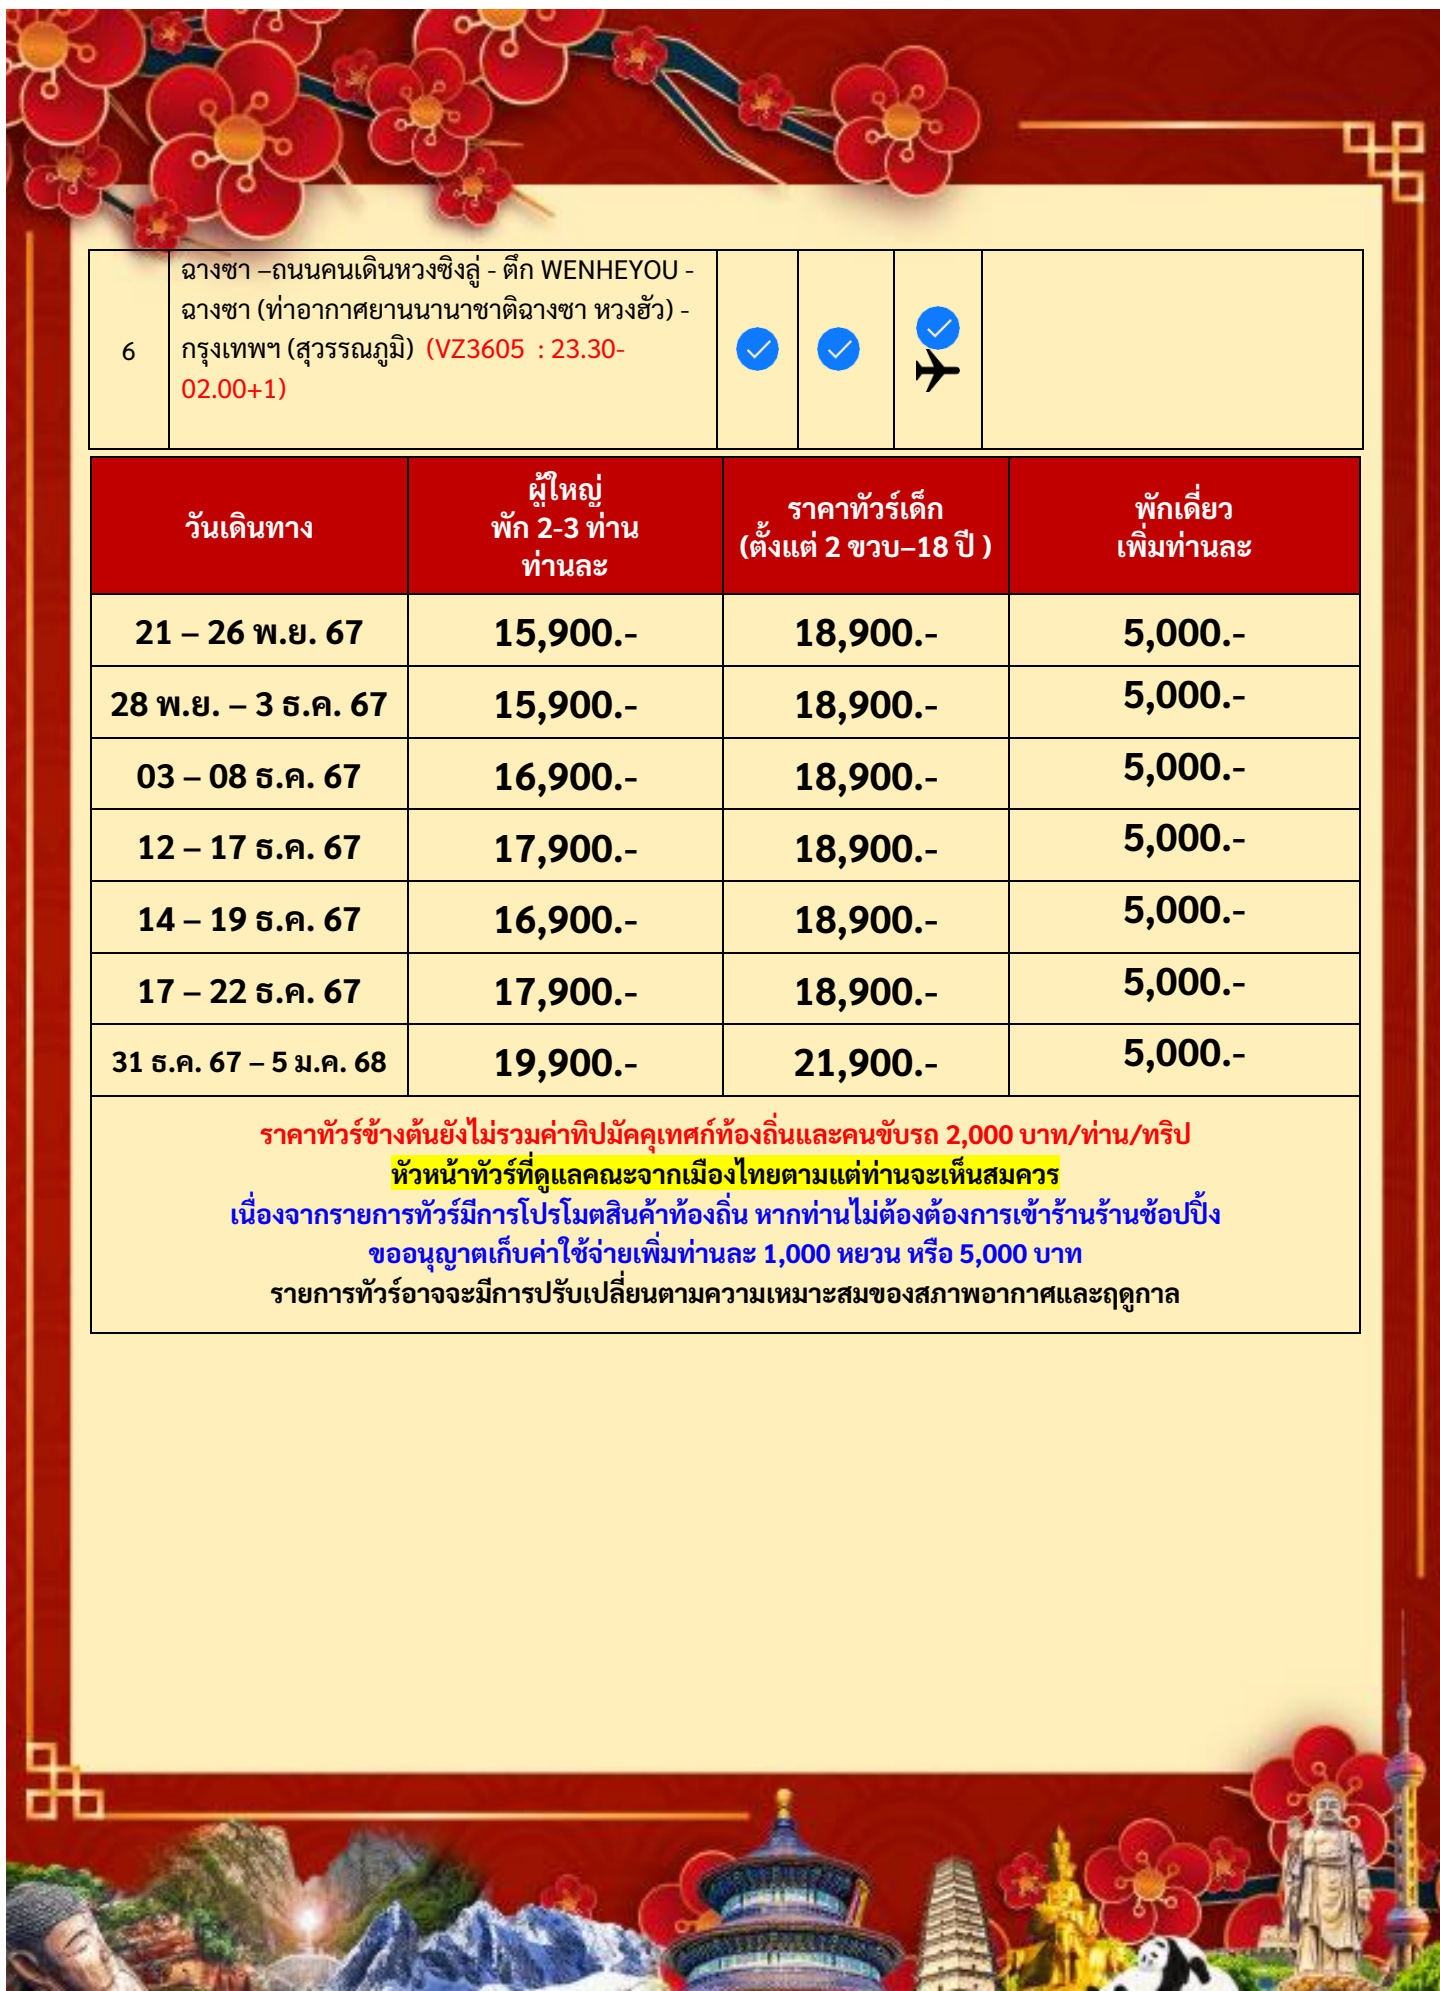 6
ฉางซา –ถนนคนเดินหวงซิงลู่ - ตึก WENHEYOU -
ฉางซา (ท่าอากาศยานนานาชาติฉางซา หวงฮัว) -
กรุงเทพฯ (สุวรรณภูมิ) (VZ3605 : 23.30-
02.00+1)
วันเดินทาง
ผู้ใหญ่
พัก 2-3 ท่าน
ท่านละ
ราคาทัวร์เด็ก
(ตั้งแต่ 2 ขวบ–18 ปี )
พักเดี่ยว
เพิ่มท่านละ
21 – 26 พ.ย. 67 15,900.- 18,900.- 5,000.-
28 พ.ย. – 3 ธ.ค. 67 15,900.- 18,900.- 5,000.-
03 – 08 ธ.ค. 67 16,900.- 18,900.- 5,000.-
12 – 17 ธ.ค. 67 17,900.- 18,900.- 5,000.-
14 – 19 ธ.ค. 67 16,900.- 18,900.- 5,000.-
17 – 22 ธ.ค. 67 17,900.- 18,900.- 5,000.-
31 ธ.ค. 67 – 5 ม.ค. 68 19,900.- 21,900.- 5,000.-
ราคาทัวร์ข้างต้นยังไม่รวมค่าทิปมัคคุเทศก์ท้องถิ่นและคนขับรถ 2,000 บาท/ท่าน/ทริป
หัวหน้าทัวร์ที่ดูแลคณะจากเมืองไทยตามแต่ท่านจะเห็นสมควร
เนื่องจากรายการทัวร์มีการโปรโมตสินค้าท้องถิ่น หากท่านไม่ต้องต้องการเข้าร้านร้านช้อปปิ้ง
ขออนุญาตเก็บค่าใช้จ่ายเพิ่มท่านละ 1,000 หยวน หรือ 5,000 บาท
รายการทัวร์อาจจะมีการปรับเปลี่ยนตามความเหมาะสมของสภาพอากาศและฤดูกาล